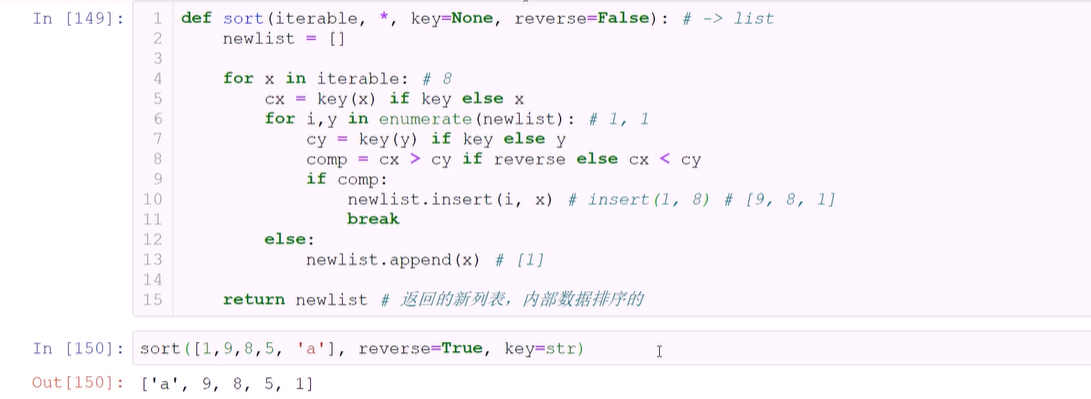 In [149]:
1 def sort(iterable, *, key=None, reverse=False): # -> list
2     newlist = []
3
4     for x in iterable: # 8
5         cx = key(x) if key else x
6         for i,y in enumerate(newlist): # 1, 1
7             cy = key(y) if key else y
8             comp = cx > cy if reverse else cx < cy
9             if comp:
10                 newlist.insert(i, x) # insert(1, 8) # [9, 8, 1]
11                 break
12         else:
13             newlist.append(x) # [1]
14
15     return newlist # 返回的新列表，内部数据排序的
In [150]: sort([1,9,8,5, 'a'], reverse=True, key=str)
Out[150]: ['a', 9, 8, 5, 1]